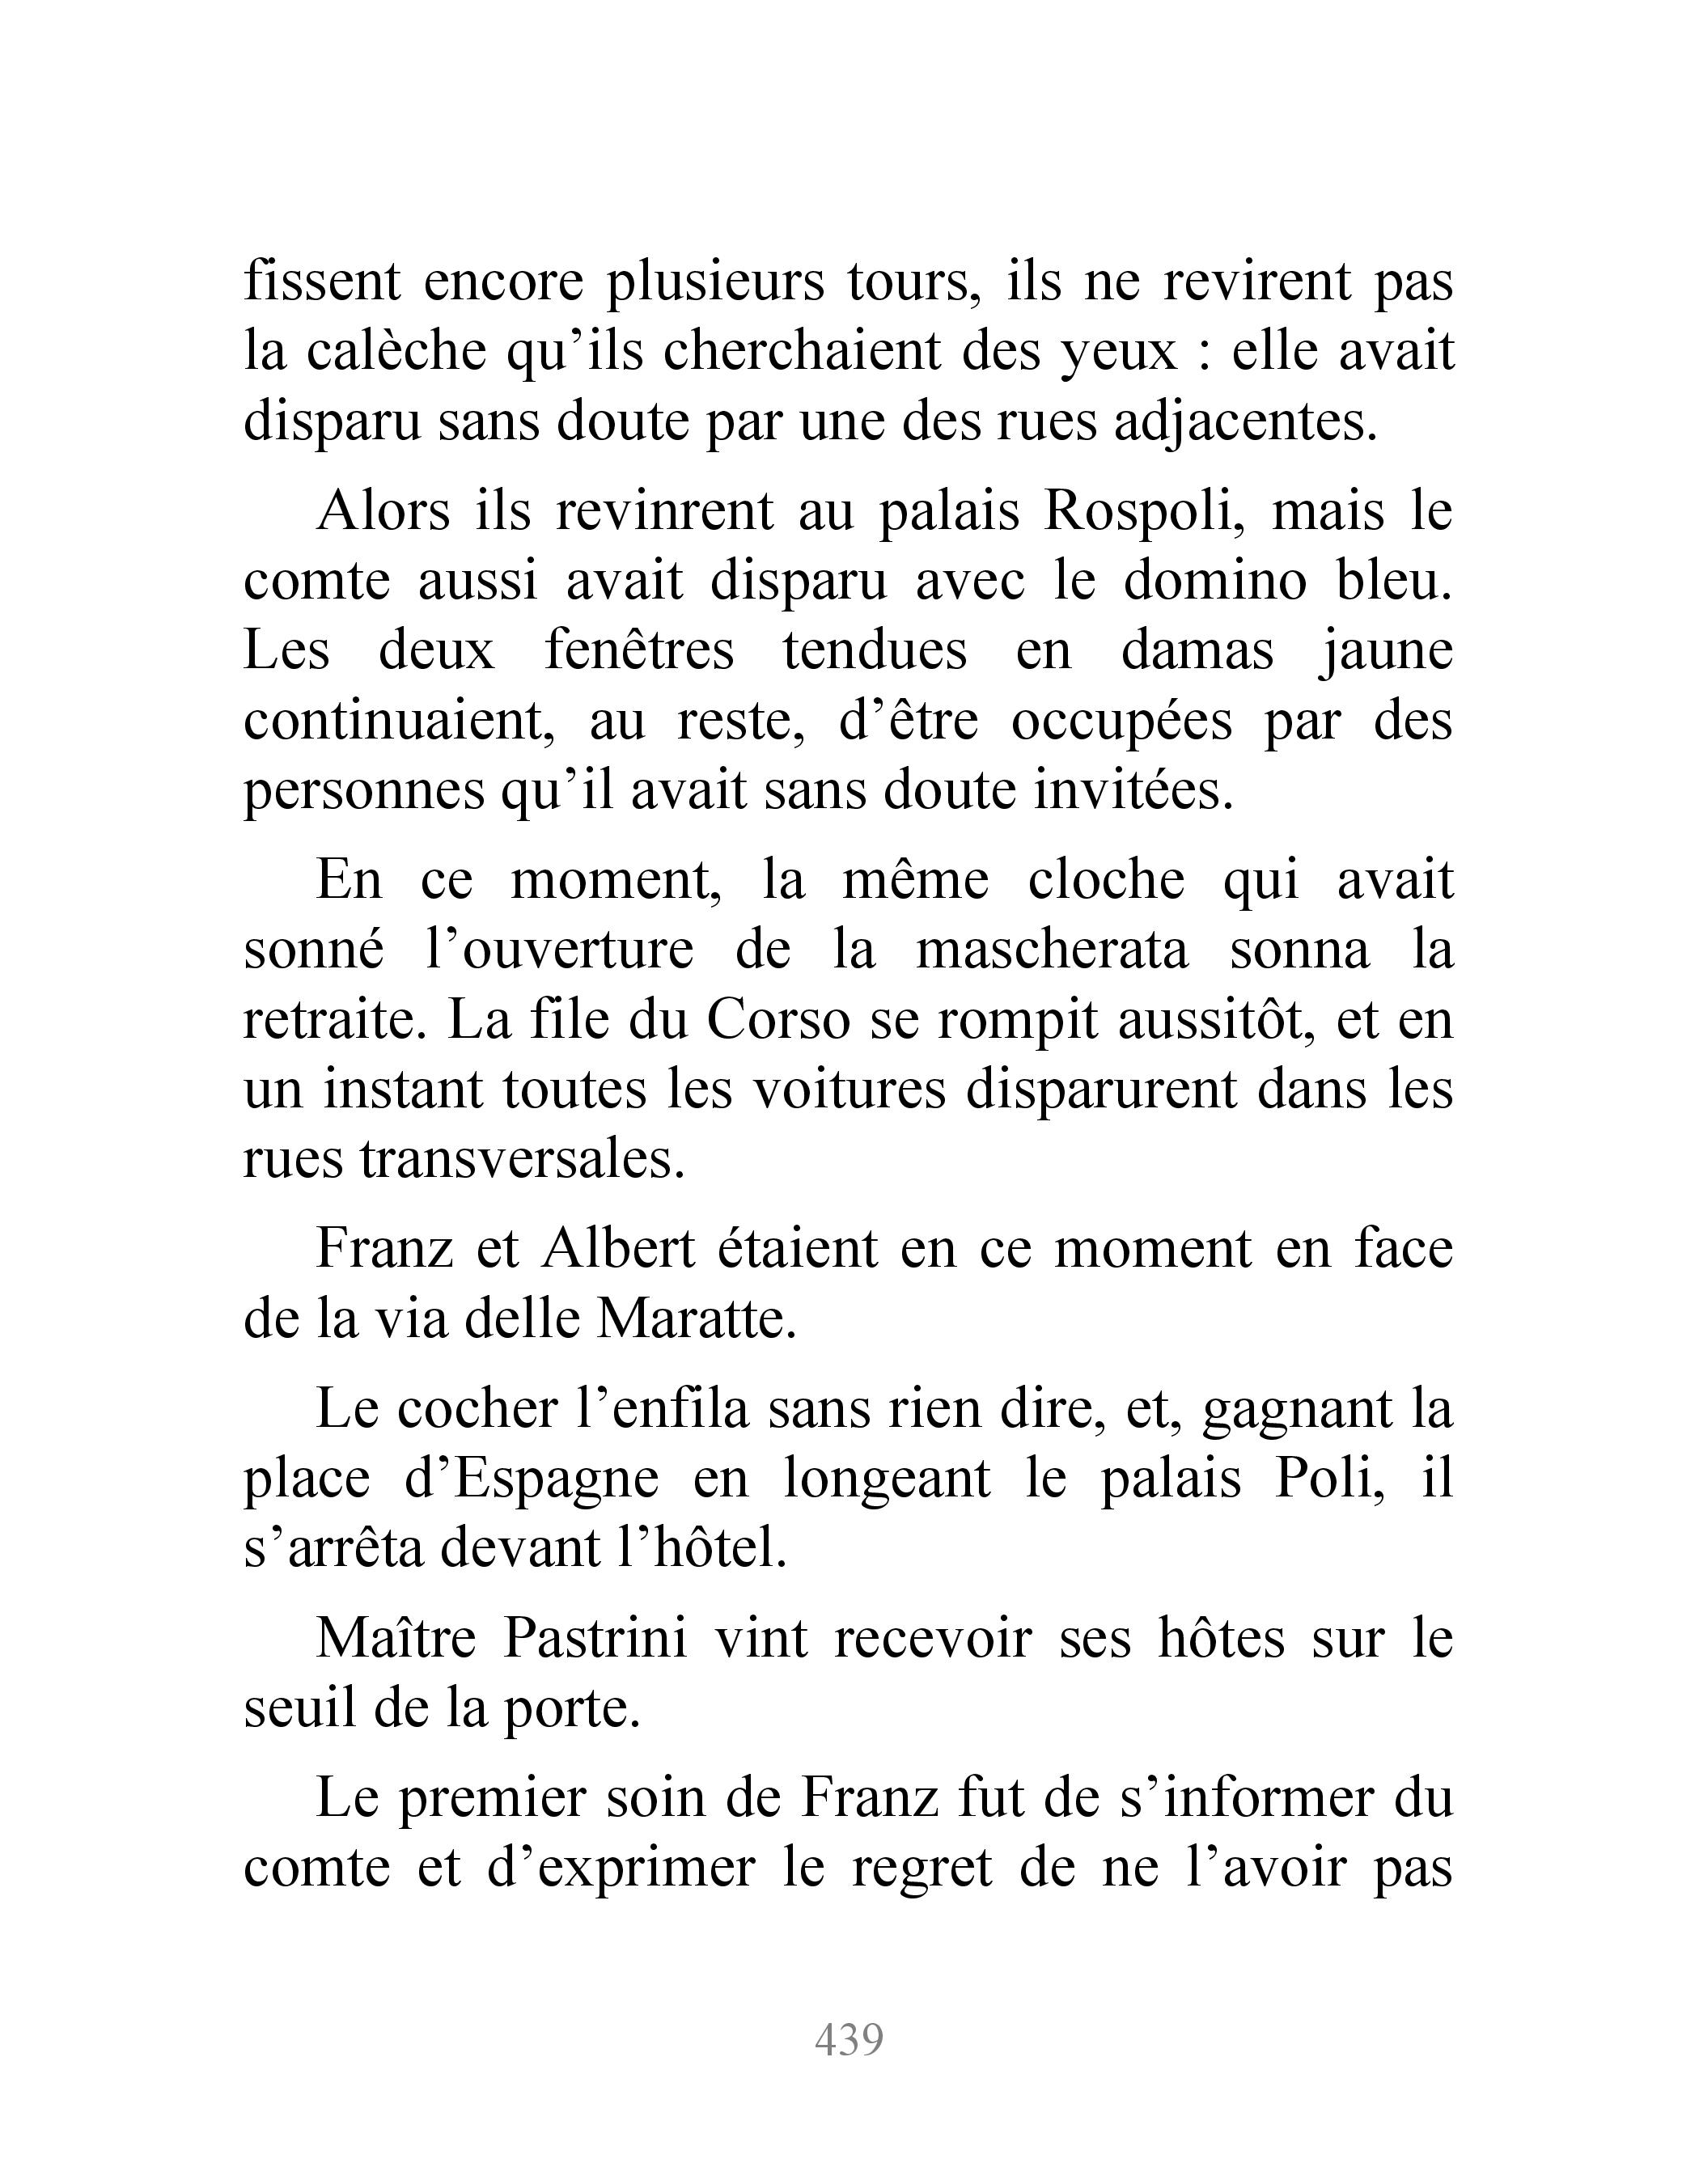 fissent encore plusieurs tours, ils ne revirent pas
la calèche qu’ils cherchaient des yeux : elle avait
disparu sans doute par une des rues adjacentes.
Alors ils revinrent au palais Rospoli, mais le
comte aussi avait disparu avec le domino bleu.
Les deux fenêtres tendues en damas jaune
continuaient, au reste, d’être occupées par des
personnes qu’il avait sans doute invitées.
En ce moment, la même cloche qui avait
sonné l’ouverture de la mascherata sonna la
retraite. La file du Corso se rompit aussitôt, et en
un instant toutes les voitures disparurent dans les
rues transversales.
Franz et Albert étaient en ce moment en face
de la via delle Maratte.
Le cocher l’enfila sans rien dire, et, gagnant la
place d’Espagne en longeant le palais Poli, il
s’arrêta devant l’hôtel.
Maître Pastrini vint recevoir ses hôtes sur le
seuil de la porte.
Le premier soin de Franz fut de s’informer du
comte et d’exprimer le regret de ne l’avoir pas
439